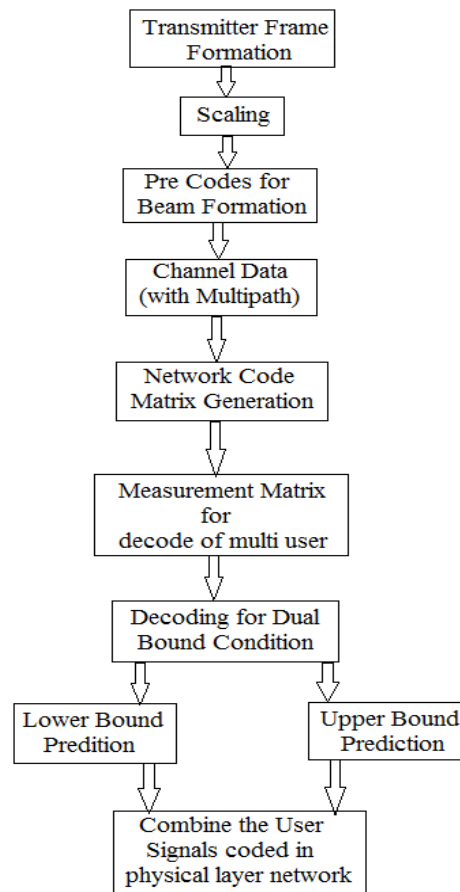 Transmitter Frame
Formation
Scaling
Pre Codes for
Beam Formation
Channel Data
(with Multipath)
Network Code
Matrix Generation
Measurement Matrix
for
decode of multi user
Decoding for Dual
Bound Condition
Lower Bound
Predition
Upper Bound
Prediction
Combine the User
Signals coded in
physical layer network